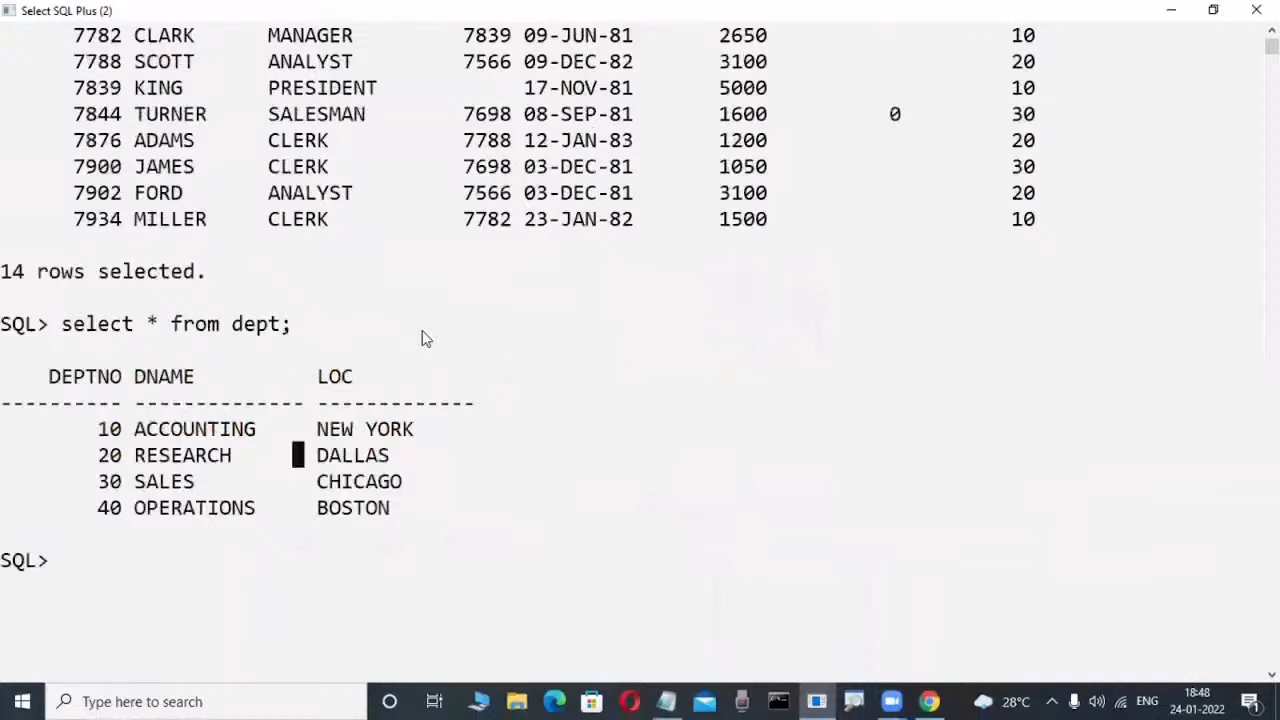 Select SQL Plus (2)
7782 CLARK MANAGER 7839 09-JUN-81 2650 10
7788 SCOTT ANALYST 7566 09-DEC-82 3100 20
7839 KING PRESIDENT 17-NOV-81 5000 10
7844 TURNER SALESMAN 7698 08-SEP-81 1600 0 30
7876 ADAMS CLERK 7788 12-JAN-83 1200 20
7900 JAMES CLERK 7698 03-DEC-81 1050 30
7902 FORD ANALYST 7566 03-DEC-81 3100 20
7934 MILLER CLERK 7782 23-JAN-82 1500 10
14 rows selected.
SQL> select * from dept;
DEPTNO DNAME LOC
---------- -------------- -------------
10 ACCOUNTING NEW YORK
20 RESEARCH DALLAS
30 SALES CHICAGO
40 OPERATIONS BOSTON
SQL>
Type here to search
28°C
ENG
18:48
24-01-2022
1